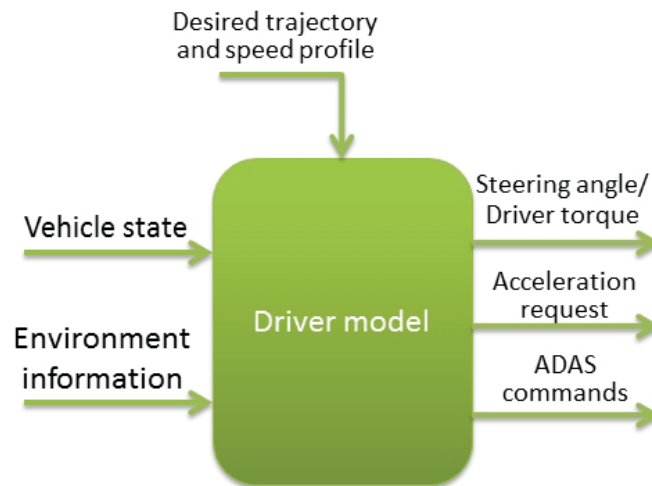 Desired trajectory
and speed profile
Vehicle state
Environment
information
Driver model
Steering angle/
Driver torque
Acceleration
request
ADAS
commands